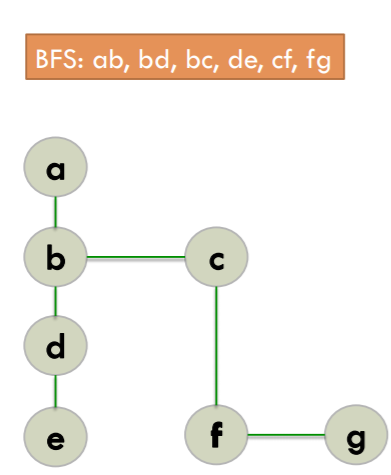 BFS: ab, bd, bc, de, cf, fg
a
b c
d
e f g